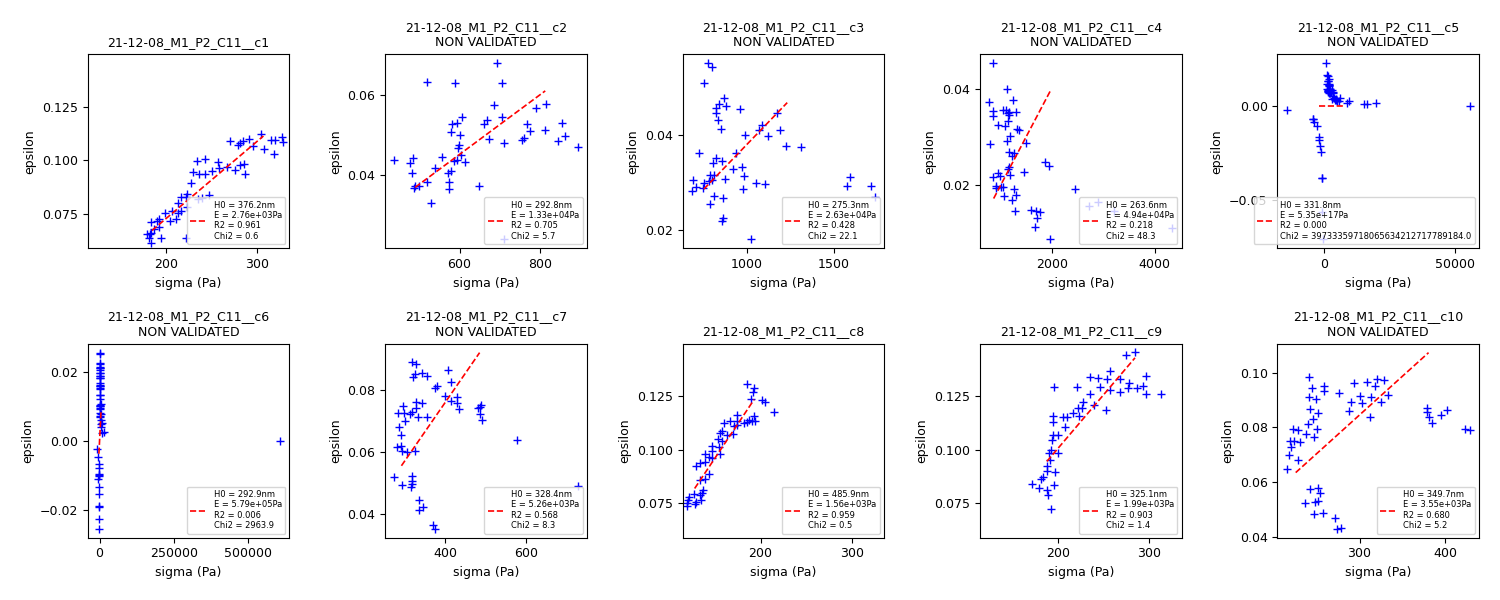 21-12-08_M1_P2_C11__c1
epsilon
0.125
0.100
0.075
200
300
sigma (Pa)
H0 = 376.2nm
E = 2.76e+03Pa
R2 = 0.961
Chi2 = 0.6
21-12-08_M1_P2_C11__c2
NON VALIDATED
epsilon
0.06
0.04
600
800
sigma (Pa)
H0 = 292.8nm
E = 1.33e+04Pa
R2 = 0.705
Chi2 = 5.7
21-12-08_M1_P2_C11__c3
NON VALIDATED
epsilon
0.04
0.02
1000
1500
sigma (Pa)
H0 = 275.3nm
E = 2.63e+04Pa
R2 = 0.428
Chi2 = 22.1
21-12-08_M1_P2_C11__c4
NON VALIDATED
epsilon
0.04
0.02
2000
4000
sigma (Pa)
H0 = 263.6nm
E = 4.94e+04Pa
R2 = 0.218
Chi2 = 48.3
21-12-08_M1_P2_C11__c5
NON VALIDATED
epsilon
0.00
−0.05
0
50000
sigma (Pa)
H0 = 331.8nm
E = 5.35e+17Pa
R2 = 0.000
21-12-08_M1_P2_C11__c6
NON VALIDATED
epsilon
0.02
0.00
−0.02
0
250000
500000
sigma (Pa)
H0 = 292.9nm
E = 5.79e+05Pa
R2 = 0.006
Chi2 = 2963.9
21-12-08_M1_P2_C11__c7
NON VALIDATED
epsilon
0.08
0.06
0.04
400
600
sigma (Pa)
H0 = 328.4nm
E = 5.26e+03Pa
R2 = 0.568
Chi2 = 8.3
21-12-08_M1_P2_C11__c8
epsilon
0.125
0.100
0.075
200
300
sigma (Pa)
H0 = 485.9nm
E = 1.56e+03Pa
R2 = 0.959
Chi2 = 0.5
21-12-08_M1_P2_C11__c9
epsilon
0.125
0.100
0.075
200
300
sigma (Pa)
H0 = 325.1nm
E = 1.99e+03Pa
R2 = 0.903
Chi2 = 1.4
21-12-08_M1_P2_C11__c10
NON VALIDATED
epsilon
0.10
0.08
0.06
0.04
300
400
sigma (Pa)
H0 = 349.7nm
E = 3.55e+03Pa
R2 = 0.680
Chi2 = 5.2